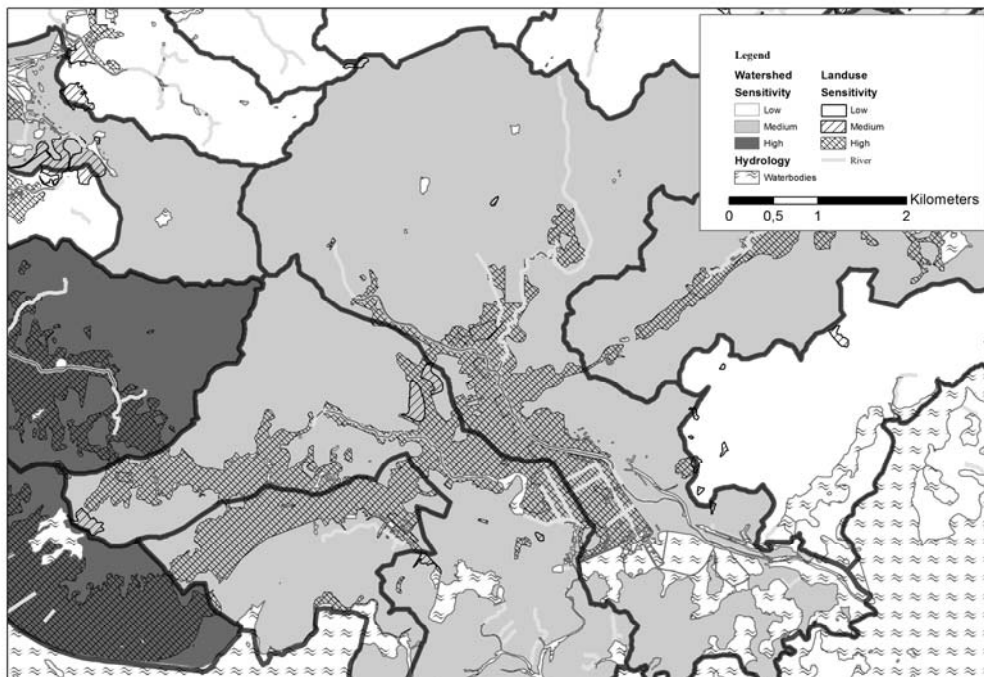 Legend
Watershed Landuse
Sensitivity Sensitivity
Low Low
Medium Medium
High High
Hydrology River
Waterbodies
Kilometers
0 0,5 1 2